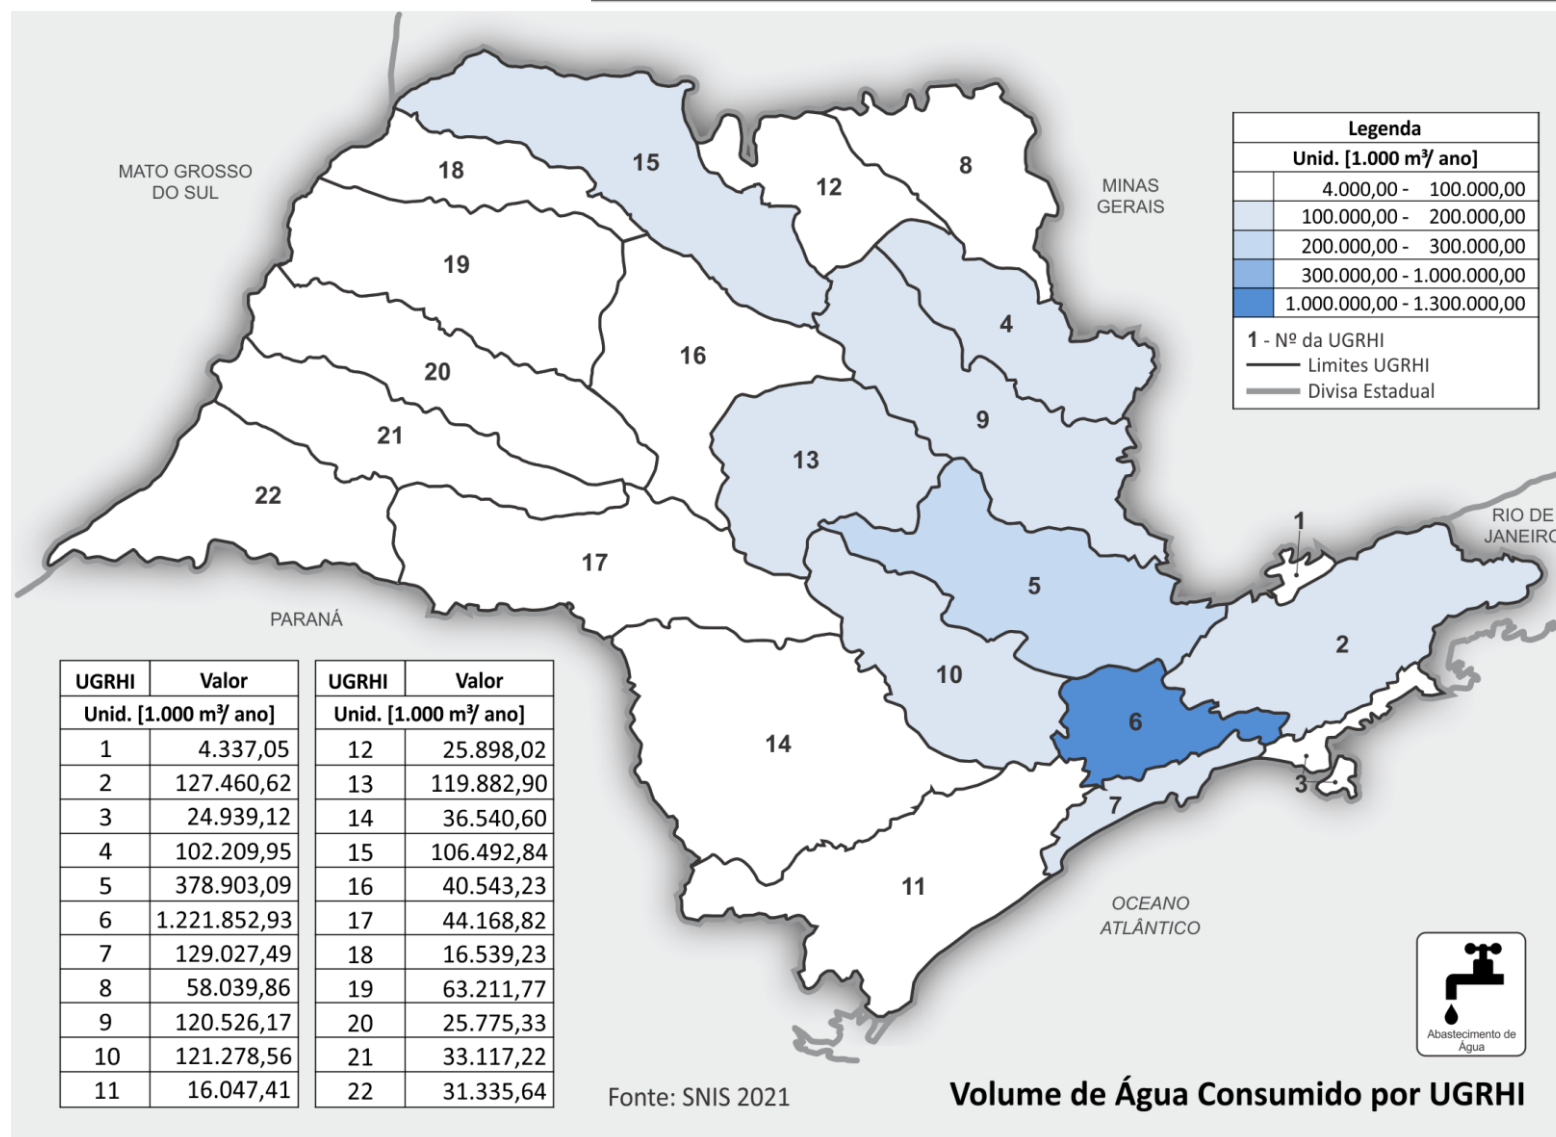 MATO GROSSO
DO SUL
MINAS
GERAIS
RIO DE
JANEIRO
PARANÁ
OCEANO
ATLÂNTICO
15
18
12
8
19
4
16
20
9
21
13
22
1
17
5
2
10
6
14
3
7
11
Legenda
Unid. [1.000 m³/ ano]
4.000,00 - 100.000,00
100.000,00 - 200.000,00
200.000,00 - 300.000,00
300.000,00 - 1.000.000,00
1.000.000,00 - 1.300.000,00
1 - Nº da UGRHI
Limites UGRHI
Divisa Estadual
UGRHI Valor
Unid. [1.000 m³/ ano]
1 4.337,05
2 127.460,62
3 24.939,12
4 102.209,95
5 378.903,09
6 1.221.852,93
7 129.027,49
8 58.039,86
9 120.526,17
10 121.278,56
11 16.047,41
UGRHI Valor
Unid. [1.000 m³/ ano]
12 25.898,02
13 119.882,90
14 36.540,60
15 106.492,84
16 40.543,23
17 44.168,82
18 16.539,23
19 63.211,77
20 25.775,33
21 33.117,22
22 31.335,64
Abastecimento de
Água
Fonte: SNIS 2021
Volume de Água Consumido por UGRHI